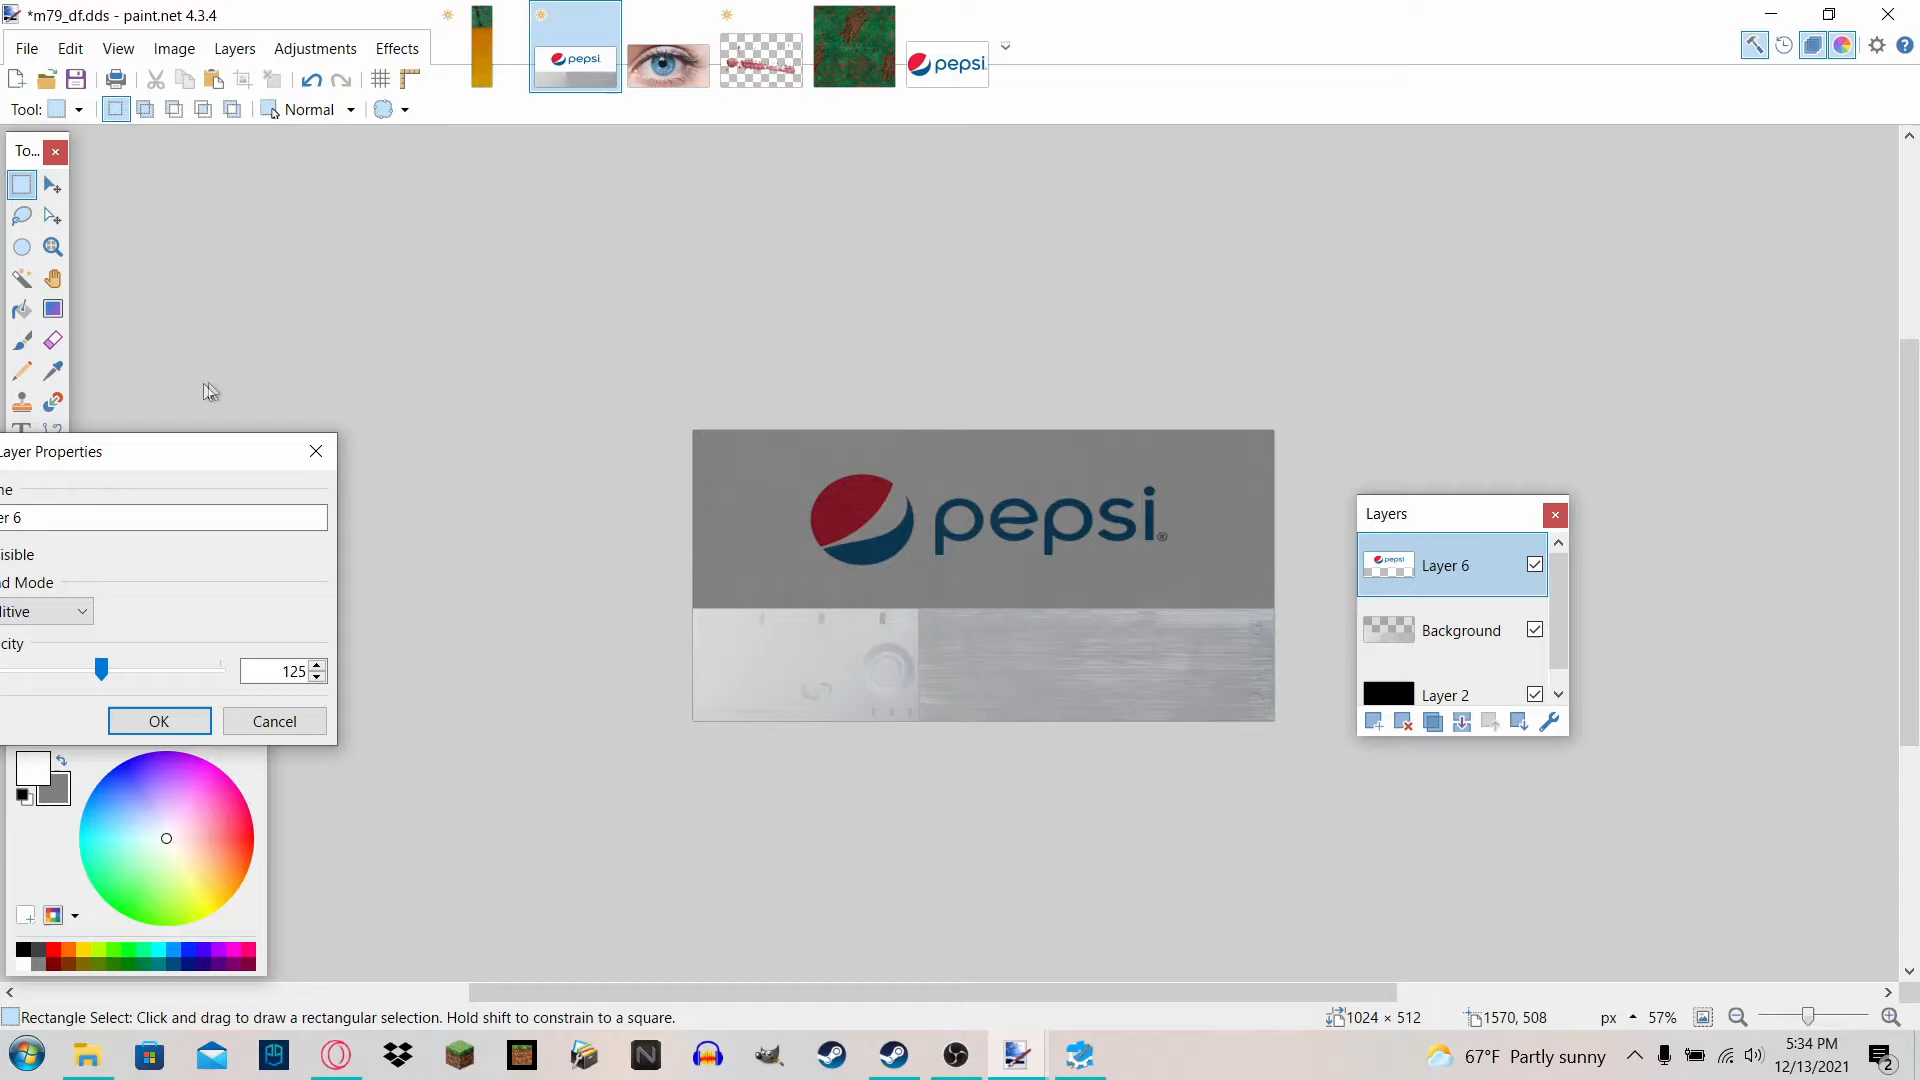 *m79_df.dds - paint.net 4.3.4
File Edit View Image Layers Adjustments Effects
pepsi.
pepsi.
Tool: Normal
To...
Layer Properties
ne
er 6
isible
d Mode
litive
city
125
OK Cancel
pepsi®
Layers
pepsi Layer 6
Background
Layer 2
Rectangle Select: Click and drag to draw a rectangular selection. Hold shift to constrain to a square.
1024 × 512 1570, 508 px 57%
67°F Partly sunny
5:34 PM
12/13/2021
2